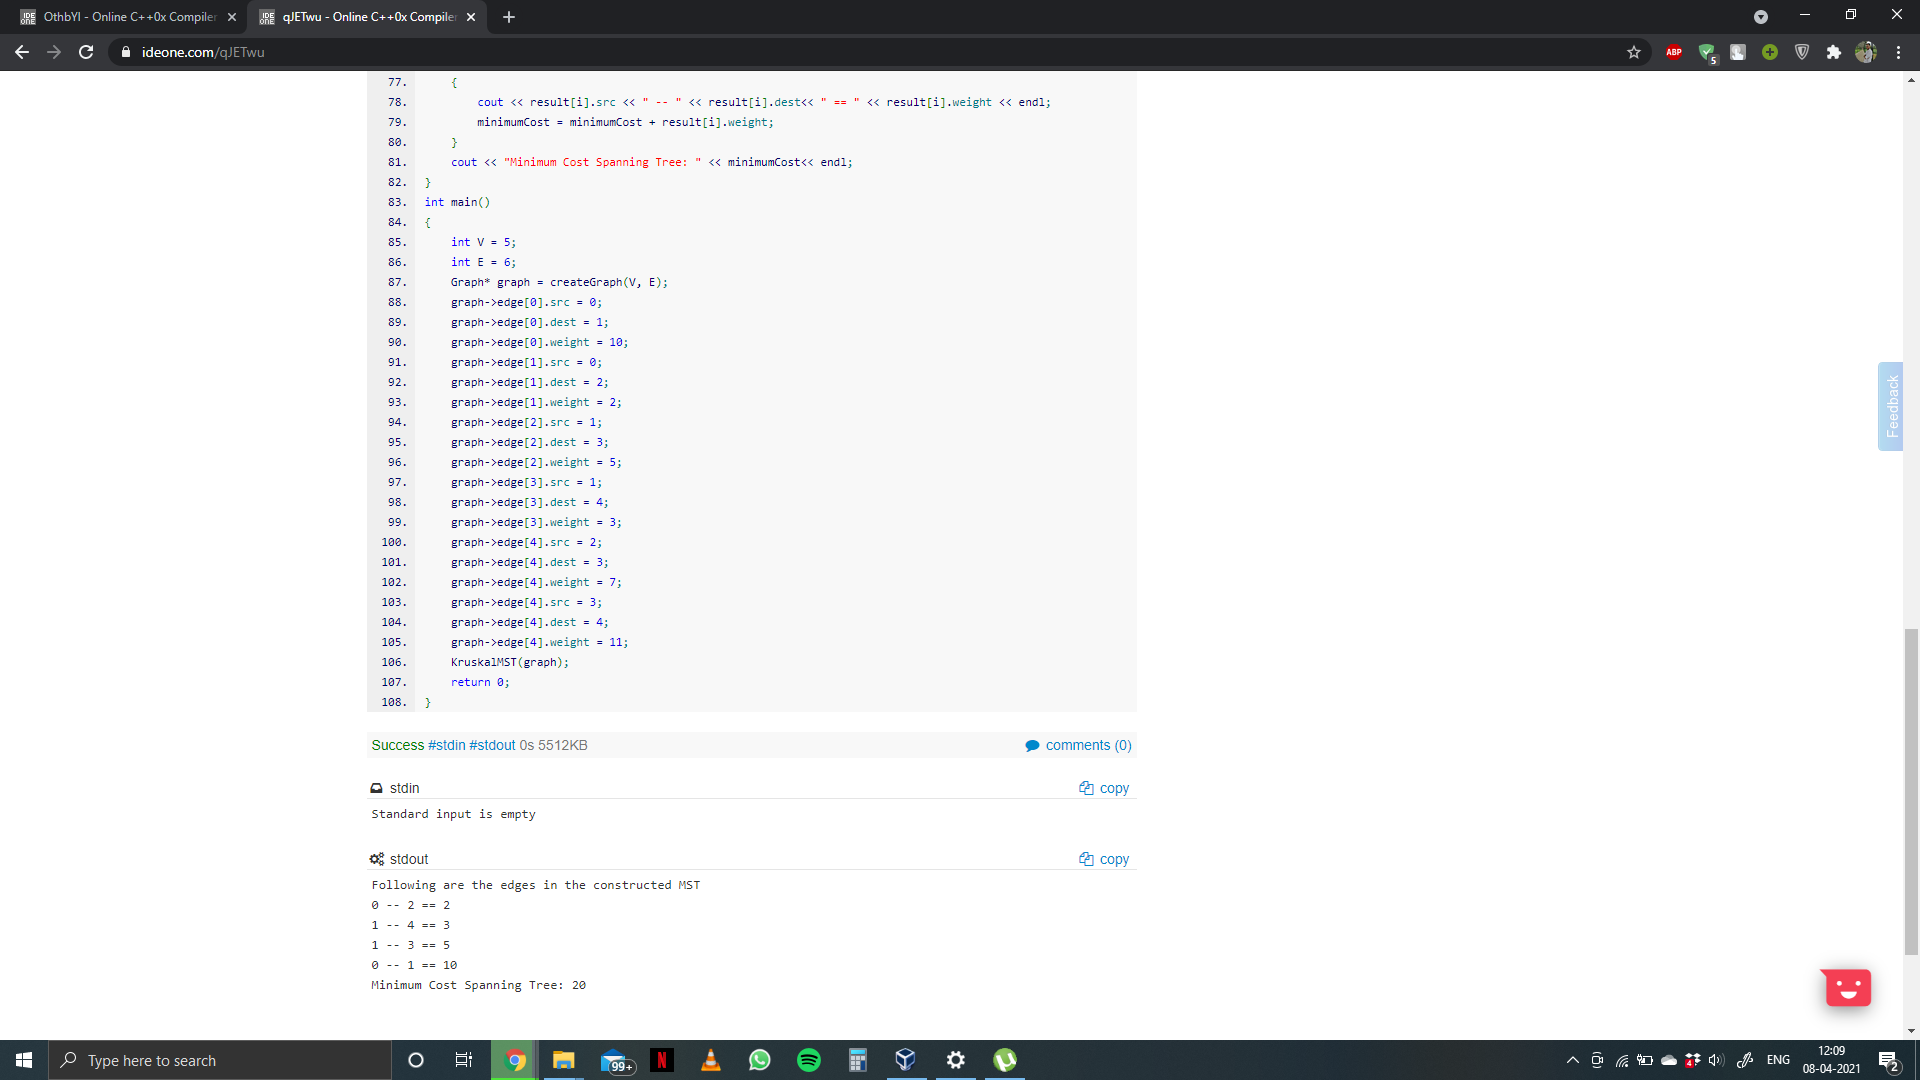 OthbYl - Online C++0x Compiler
qJETwu - Online C++0x Compiler
ideone.com/qJETwu
ABP
5
77. {
78. cout << result[i].src << " -- " << result[i].dest<< " == " << result[i].weight << endl;
79. minimumCost = minimumCost + result[i].weight;
80. }
81. cout << "Minimum Cost Spanning Tree: " << minimumCost<< endl;
82. }
83. int main()
84. {
85. int V = 5;
86. int E = 6;
87. Graph* graph = createGraph(V, E);
88. graph->edge[0].src = 0;
89. graph->edge[0].dest = 1;
90. graph->edge[0].weight = 10;
91. graph->edge[1].src = 0;
92. graph->edge[1].dest = 2;
93. graph->edge[1].weight = 2;
94. graph->edge[2].src = 1;
95. graph->edge[2].dest = 3;
96. graph->edge[2].weight = 5;
97. graph->edge[3].src = 1;
98. graph->edge[3].dest = 4;
99. graph->edge[3].weight = 3;
100. graph->edge[4].src = 2;
101. graph->edge[4].dest = 3;
102. graph->edge[4].weight = 7;
103. graph->edge[4].src = 3;
104. graph->edge[4].dest = 4;
105. graph->edge[4].weight = 11;
106. KruskalMST(graph);
107. return 0;
108. }
Feedback
Success #stdin #stdout 0s 5512KB
comments (0)
stdin
copy
Standard input is empty
stdout
copy
Following are the edges in the constructed MST
0 -- 2 == 2
1 -- 4 == 3
1 -- 3 == 5
0 -- 1 == 10
Minimum Cost Spanning Tree: 20
Type here to search
99+
N
ENG
12:09
08-04-2021
2